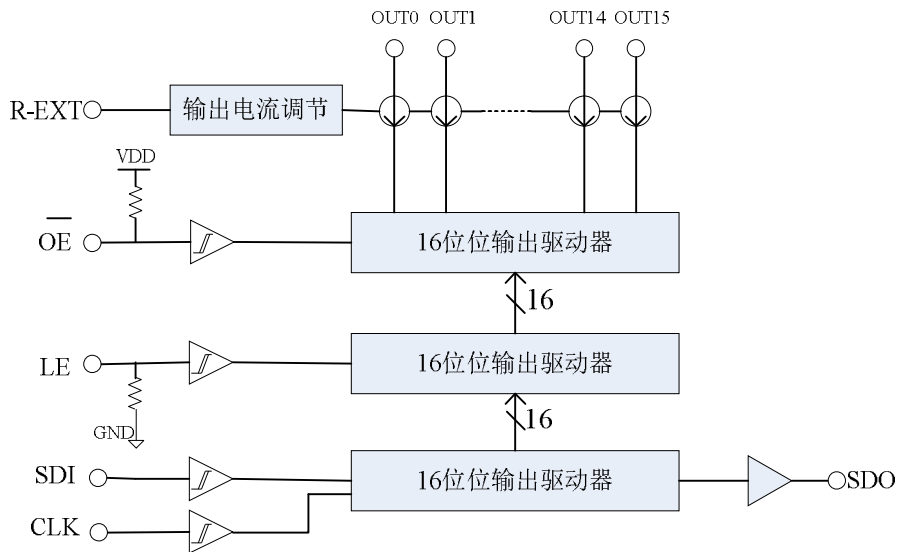 OUT0 OUT1 OUT14 OUT15
R-EXT 输出电流调节
VDD
OE 16位位输出驱动器
16
LE 16位位输出驱动器
GND
16
SDI 16位位输出驱动器 SDO
CLK